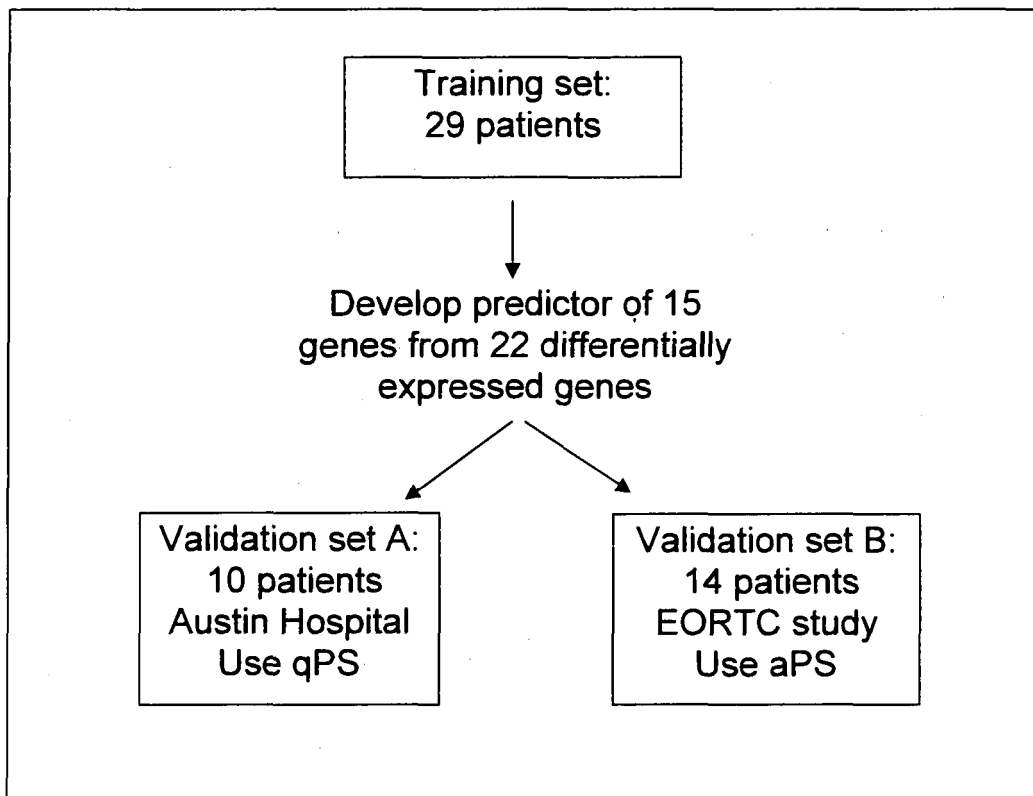 Training set:
29 patients
Develop predictor of 15
genes from 22 differentially
expressed genes
Validation set A:
10 patients
Austin Hospital
Use qPS
Validation set B:
14 patients
EORTC study
Use aPS